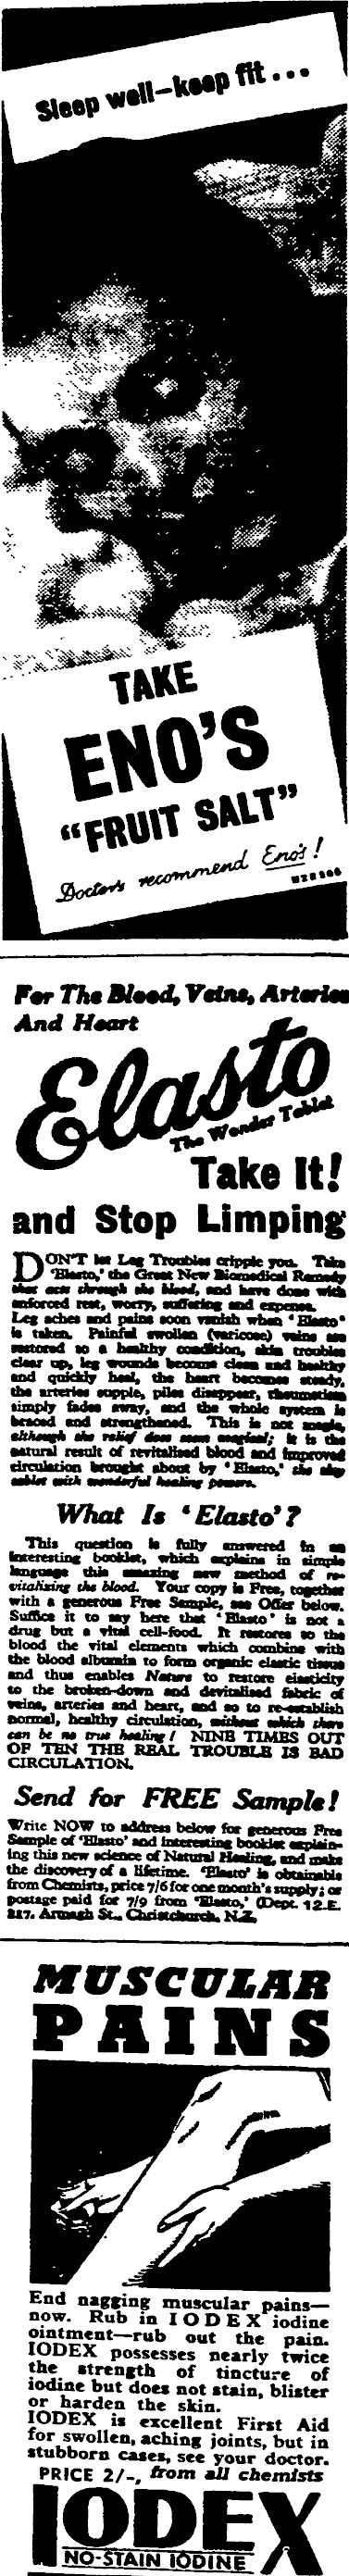 Sleep well—keep fit...
TAKE
ENO'S
"FRUIT SALT"
Doctors recommend Eno's!
For The Blood, Veins, Arteries
And Heart
Elasto
The Wonder Tablet
Take It!
and Stop Limping
DON'T let Leg Troubles cripple you. Take
'Elasto,' the Great New Biomedical Remedy
that acts through the blood, and have done with
enforced rest, worry, suffering and expense.
Leg aches and pains soon vanish when 'Elasto'
is taken. Painful swollen (varicose) veins are
restored to a healthy condition, skin troubles
clear up, leg wounds become clean and healthy
and quickly heal, the heart becomes steady,
the arteries supple, piles disappear, rheumatism
simply fades away, and the whole system is
braced and strengthened. This is not magic,
although the relief does seem magical; it is the
natural result of revitalised blood and improved
circulation brought about by 'Elasto,' the tiny
tablet with wonderful healing powers.
What Is 'Elasto'?
This question is fully answered in an
interesting booklet, which explains in simple
language this amazing new method of re-
vitalising the blood. Your copy is Free, together
with a generous Free Sample, see Offer below.
Suffice it to say here that 'Elasto' is not a
drug but a vital cell-food. It restores to the
blood the vital elements which combine with
the blood albumin to form organic elastic tissue
and thus enables Nature to restore elasticity
to the broken-down and devitalised fabric of
veins, arteries and heart, and so to re-establish
normal, healthy circulation, without which there
can be no true healing! NINE TIMES OUT
OF TEN THE REAL TROUBLE IS BAD
CIRCULATION.
Send for FREE Sample!
Write NOW to address below for generous Free
Sample of 'Elasto' and interesting booklet explain-
ing this new science of Natural Healing, and make
the discovery of a lifetime. 'Elasto' is obtainable
from Chemists, price 7/6 for one month's supply; or
postage paid for 7/9 from 'Elasto,' (Dept. 12.E.
217, Armagh St., Christchurch, N.Z.
MUSCULAR
PAINS
End nagging muscular pains—
now. Rub in IODEX iodine
ointment—rub out the pain.
IODEX possesses nearly twice
the strength of tincture of
iodine but does not stain, blister
or harden the skin.
IODEX is excellent First Aid
for swollen, aching joints, but in
stubborn cases, see your doctor.
PRICE 2/-, from all chemists
IODEX
NO-STAIN IODINE